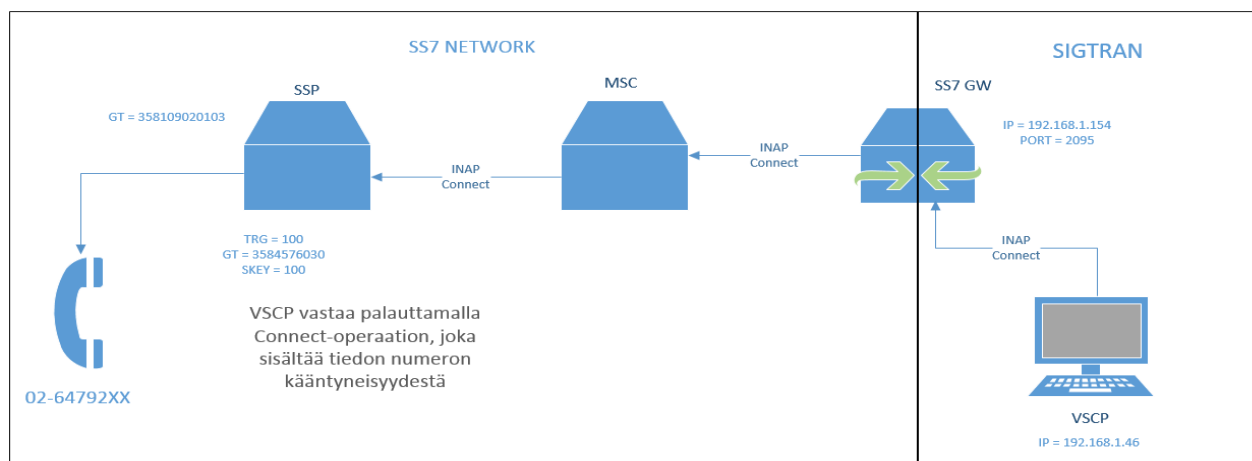 SS7 NETWORK
SIGTRAN
SSP
MSC
SS7 GW
GT = 358109020103
IP = 192.168.1.154
PORT = 2095
INAP
Connect
INAP
Connect
TRG = 100
GT = 3584576030
SKEY = 100
INAP
Connect
VSCP vastaa palauttamalla
Connect-operaation, joka
sisältää tiedon numeron
kääntyneisyydestä
02-64792XX
VSCP
IP = 192.168.1.46